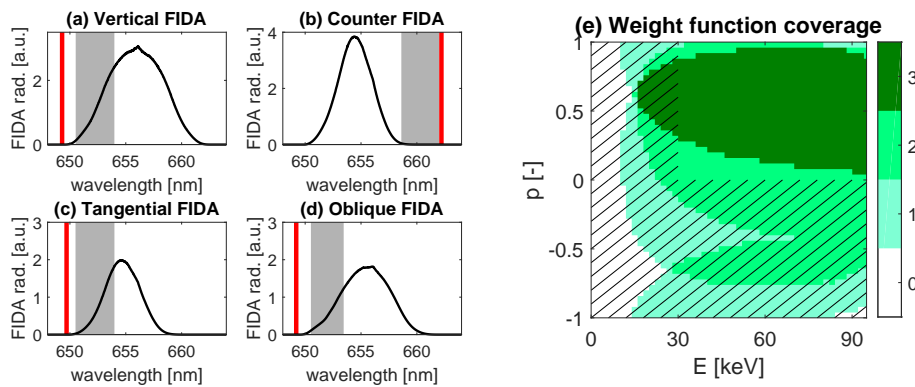 (a) Vertical FIDA
FIDA rad. [a.u.]
2
0
650 655 660
wavelength [nm]
(b) Counter FIDA
FIDA rad. [a.u.]
4
2
0
650 655 660
wavelength [nm]
(c) Tangential FIDA
FIDA rad. [a.u.]
3
2
1
0
650 655 660
wavelength [nm]
(d) Oblique FIDA
FIDA rad. [a.u.]
3
2
1
0
650 655 660
wavelength [nm]
(e) Weight function coverage
p [-]
1
0.5
0
-0.5
-1
0 30 60 90
E [keV]
3
2
1
0